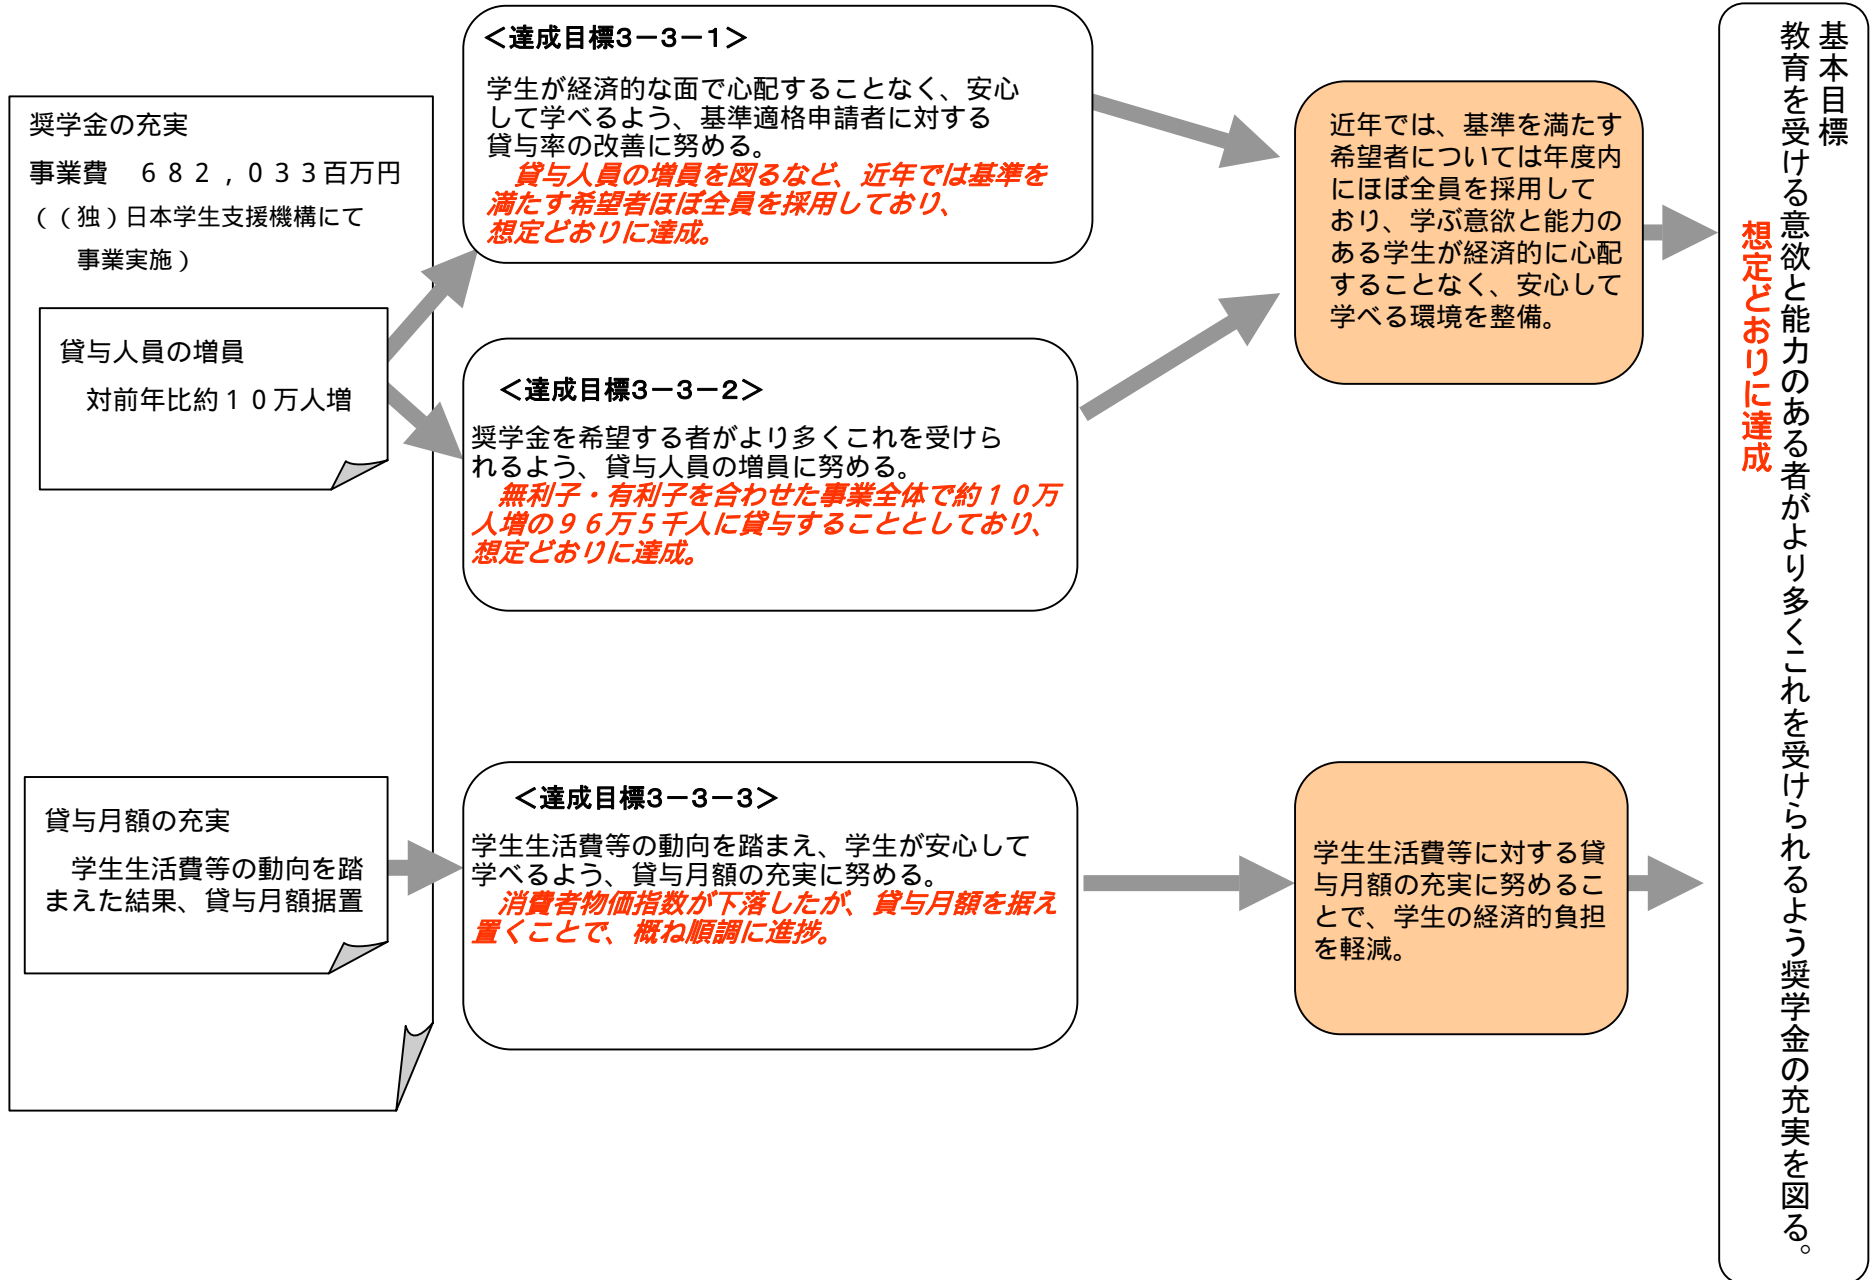 奨学金の充実
事業費　６８２，０３３百万円
（（独）日本学生支援機構にて
事業実施）
貸与人員の増員
対前年比約１０万人増
貸与月額の充実
学生生活費等の動向を踏
まえた結果、貸与月額据置
＜達成目標3－3－1＞
学生が経済的な面で心配することなく、安心
して学べるよう、基準適格申請者に対する
貸与率の改善に努める。
貸与人員の増員を図るなど、近年では基準を
満たす希望者ほぼ全員を採用しており、
想定どおりに達成。
＜達成目標3－3－2＞
奨学金を希望する者がより多くこれを受けら
れるよう、貸与人員の増員に努める。
無利子・有利子を合わせた事業全体で約１０万
人増の９６万５千人に貸与することとしており、
想定どおりに達成。
＜達成目標3－3－3＞
学生生活費等の動向を踏まえ、学生が安心して
学べるよう、貸与月額の充実に努める。
消費者物価指数が下落したが、貸与月額を据え
置くことで、概ね順調に進捗。
近年では、基準を満たす
希望者については年度内
にほぼ全員を採用して
おり、学ぶ意欲と能力の
ある学生が経済的に心配
することなく、安心して
学べる環境を整備。
学生生活費等に対する貸
与月額の充実に努めるこ
とで、学生の経済的負担
を軽減。
基本目標
教育を受ける意欲と能力のある者がより多くこれを受けられるよう奨学金の充実を図る。
想定どおりに達成